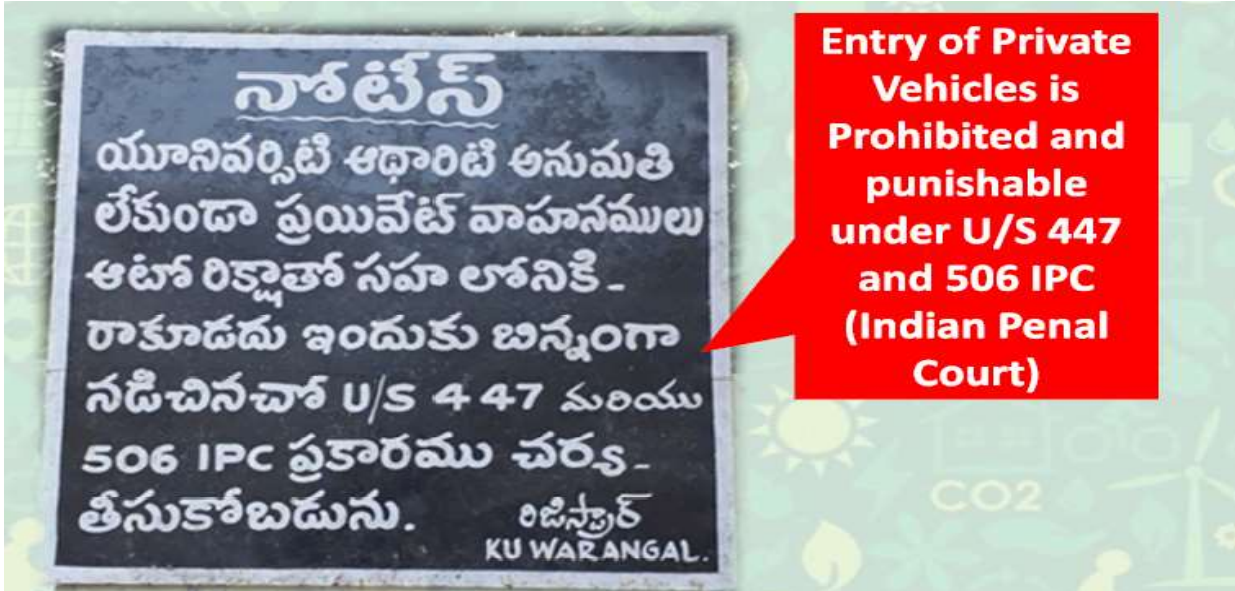 నోటీస్
యూనివర్సిటి ఆథారిటి అనుమతి
లేకుండా ప్రయివేట్ వాహనములు
ఆటో రిక్షాతో సహ లోనికి -
రాకూడదు ఇందుకు బిన్నంగా
నడిచినచో U/S 447 మరియు
506 IPC ప్రకారము చర్య -
తీసుకోబడును.
రిజిస్ట్రార్
KU WARANGAL.
Entry of Private
Vehicles is
Prohibited and
punishable
under U/S 447
and 506 IPC
(Indian Penal
Court)
CO2